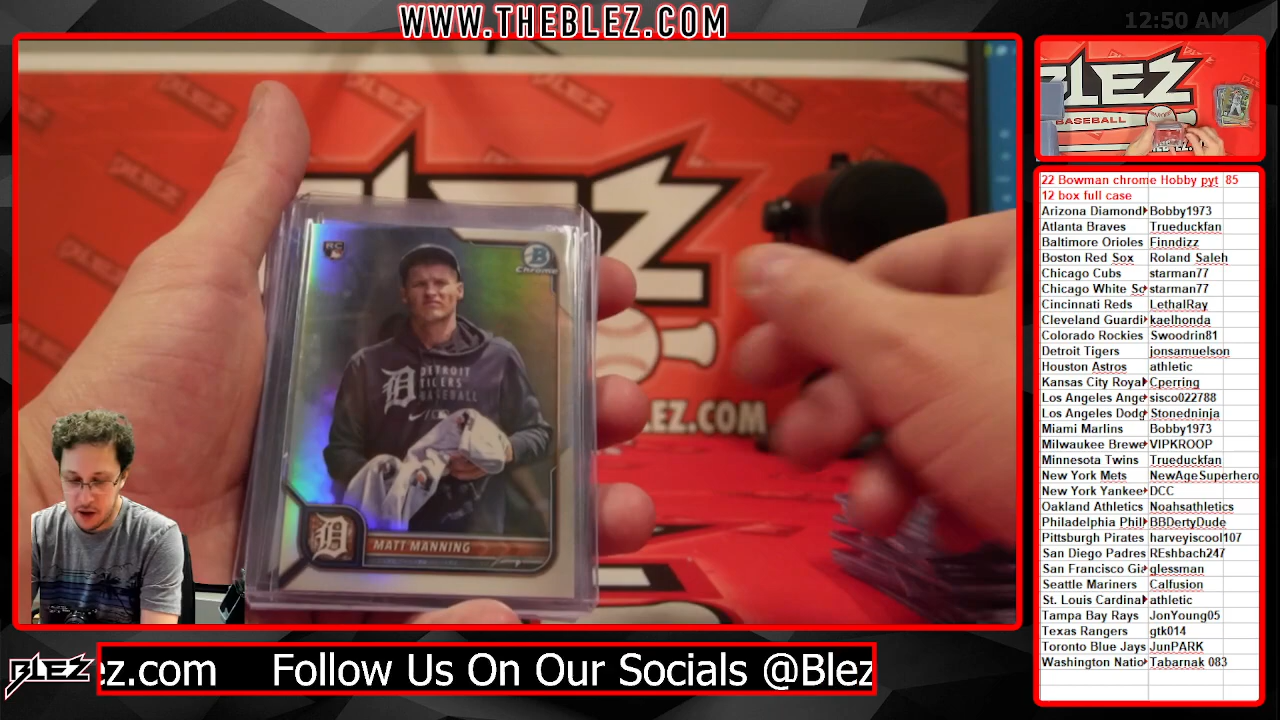 WWW.THEBLEZ.COM
12:50 AM
BLEZ
BASEBALL
RC
B
Chrome
DETROIT
TIGERS
BASEBALL
MATT MANNING
LEZ.COM
22 Bowman chrome Hobby pyt 85
12 box full case
Arizona Diamond Bobby1973
Atlanta Braves Trueduckfan
Baltimore Orioles Finndizz
Boston Red Sox Roland Saleh
Chicago Cubs starman77
Chicago White So starman77
Cincinnati Reds LethalRay
Cleveland Guardi kaelhonda
Colorado Rockies Swoodrin81
Detroit Tigers jonsamuelson
Houston Astros athletic
Kansas City Royal Cperring
Los Angeles Ange sisco022788
Los Angeles Dodg Stonedninja
Miami Marlins Bobby1973
Milwaukee Brewe VIPKROOP
Minnesota Twins Trueduckfan
New York Mets NewAgeSuperhero
New York Yankee DCC
Oakland Athletics Noahsathletics
Philadelphia Phil BBDertyDude
Pittsburgh Pirates harveyiscool107
San Diego Padres REshbach247
San Francisco Gia glessman
Seattle Mariners Calfusion
St. Louis Cardinal athletic
Tampa Bay Rays JonYoung05
Texas Rangers gtk014
Toronto Blue Jays JunPARK
Washington Natio Tabarnak 083
BLEZ ez.com Follow Us On Our Socials @Blez